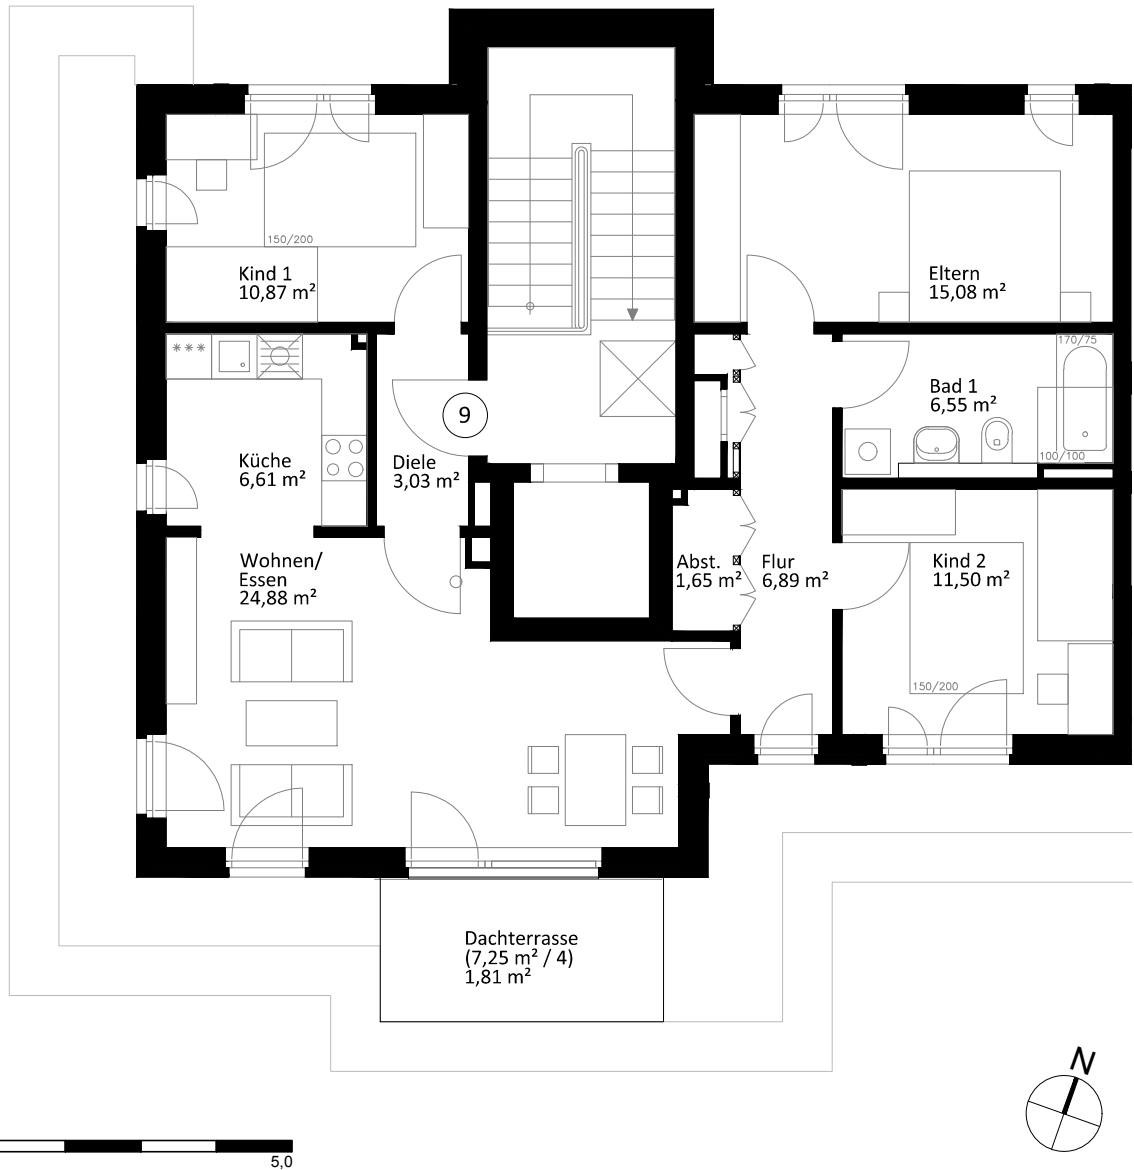 150/200
Kind 1
10,87 m²
Eltern
15,08 m²
***
170/75
Bad 1
6,55 m²
100/100
9
Küche
6,61 m²
Diele
3,03 m²
Wohnen/
Essen
24,88 m²
Abst.
1,65 m²
Flur
6,89 m²
Kind 2
11,50 m²
150/200
Dachterrasse
(7,25 m² / 4)
1,81 m²
N
5,0